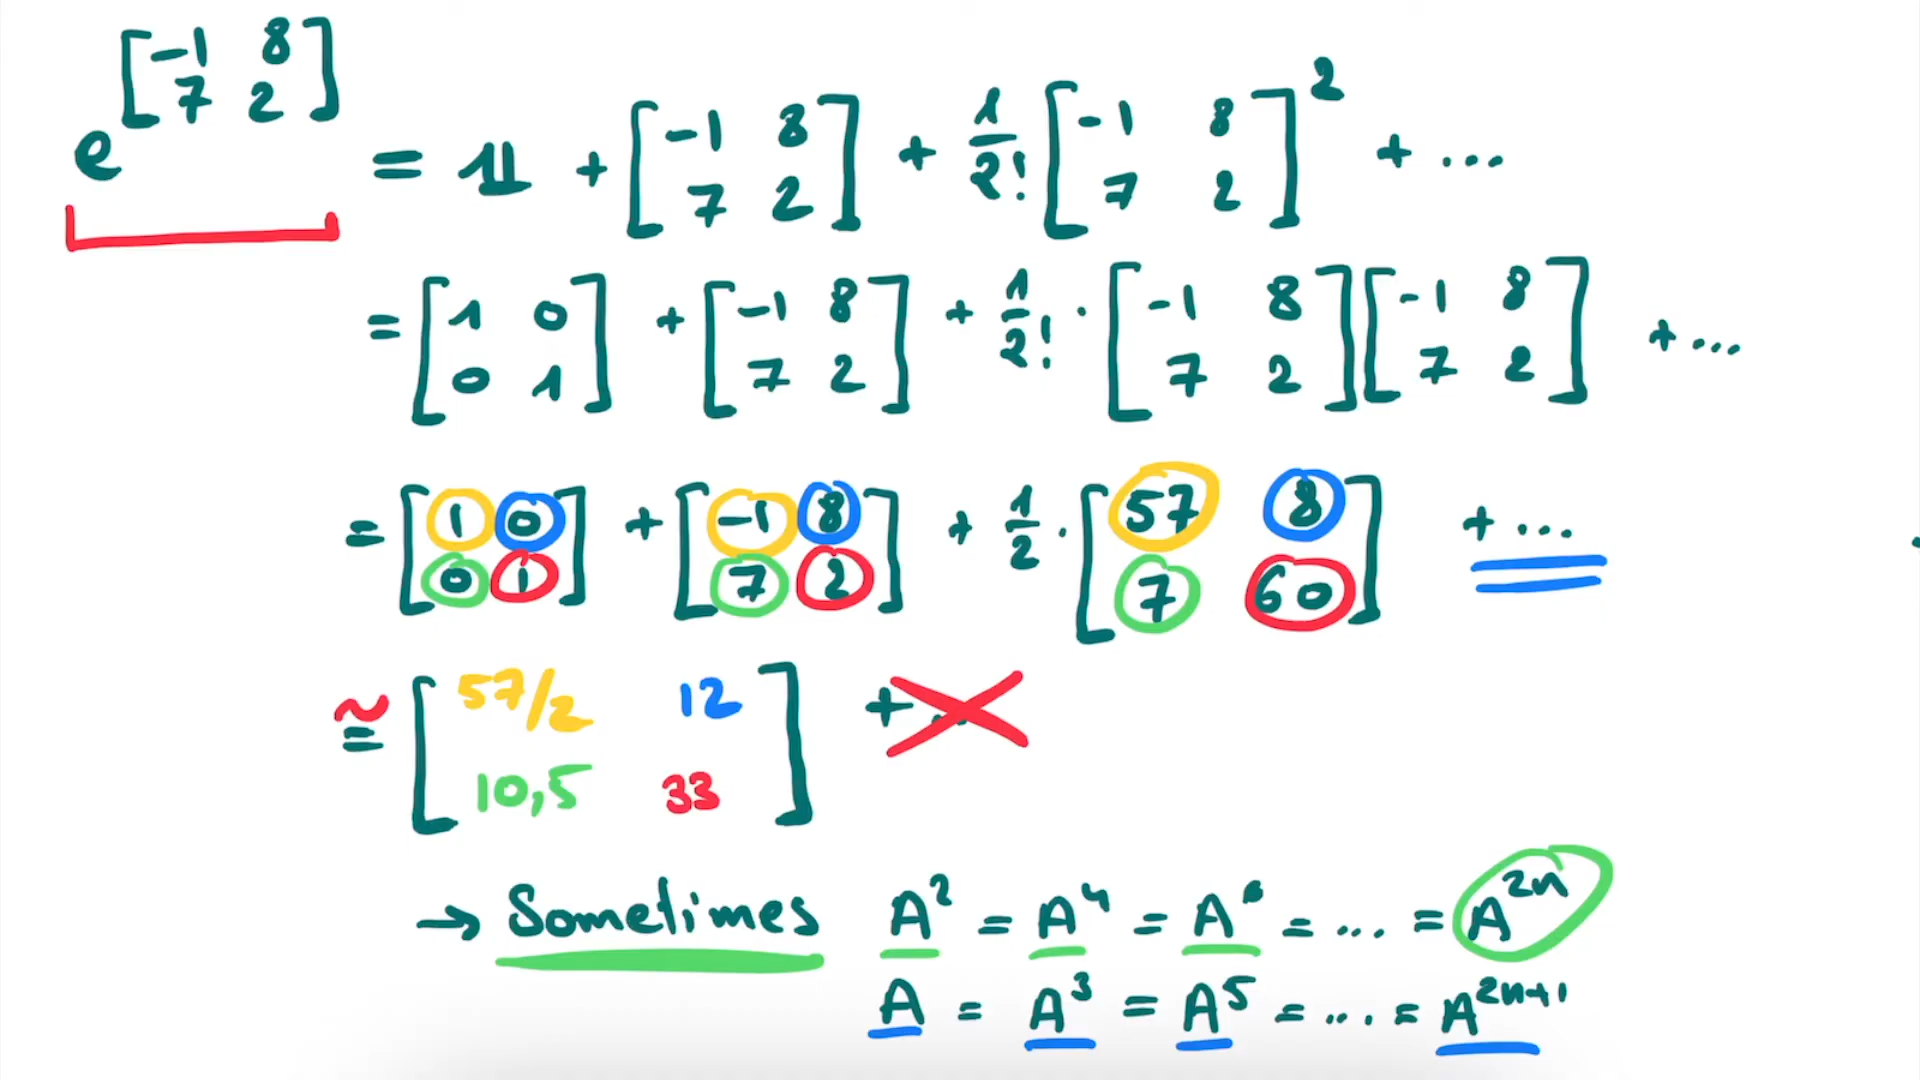 e^[-1 8; 7 2] = 1 + [-1 8; 7 2] + 1/2! [-1 8; 7 2]^2 + ...
= [1 0; 0 1] + [-1 8; 7 2] + 1/2! · [-1 8; 7 2] [-1 8; 7 2] + ...
= [1 0; 0 1] + [-1 8; 7 2] + 1/2 · [57 8; 7 60] + ...
≅ [57/2 12; 10,5 33] + ...
→ Sometimes A^2 = A^4 = A^6 = ... = A^2n
A = A^3 = A^5 = ... = A^2n+1